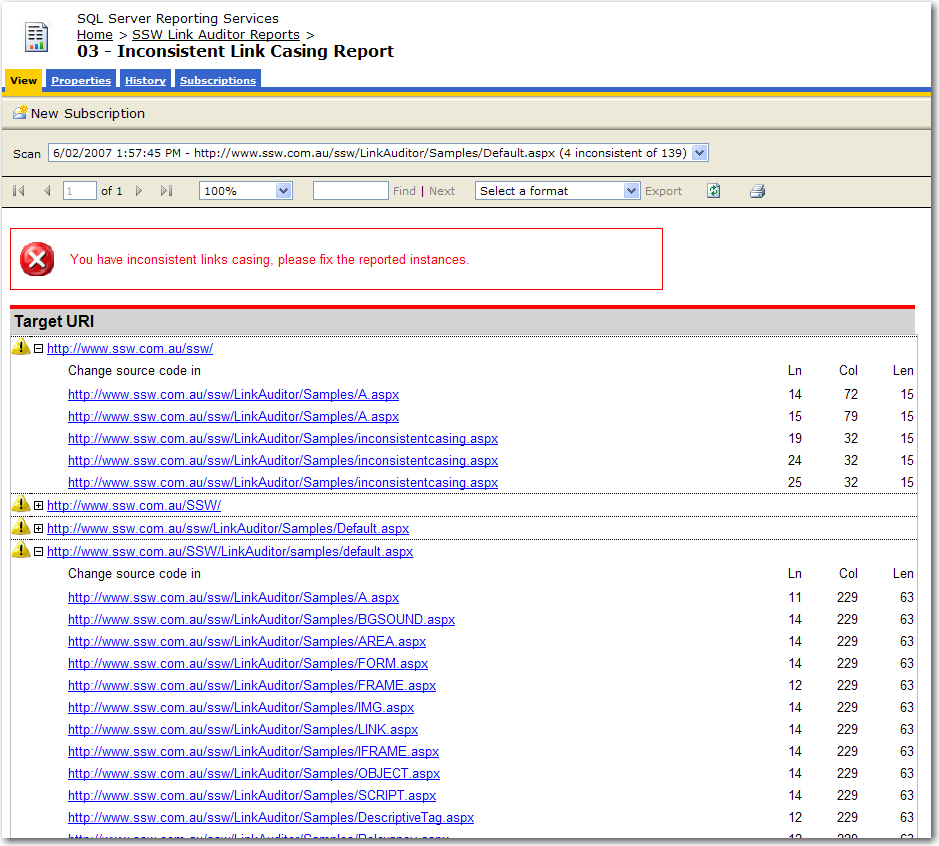 SQL Server Reporting Services
Home > SSW Link Auditor Reports >
03 - Inconsistent Link Casing Report
View Properties History Subscriptions
New Subscription
Scan 6/02/2007 1:57:45 PM - http://www.ssw.com.au/ssw/LinkAuditor/Samples/Default.aspx (4 inconsistent of 139)
1 of 1 100% Find | Next Select a format Export
You have inconsistent links casing, please fix the reported instances.
Target URI
http://www.ssw.com.au/ssw/
Change source code in Ln Col Len
http://www.ssw.com.au/ssw/LinkAuditor/Samples/A.aspx 14 72 15
http://www.ssw.com.au/ssw/LinkAuditor/Samples/A.aspx 15 79 15
http://www.ssw.com.au/ssw/LinkAuditor/Samples/inconsistentcasing.aspx 19 32 15
http://www.ssw.com.au/ssw/LinkAuditor/Samples/inconsistentcasing.aspx 24 32 15
http://www.ssw.com.au/ssw/LinkAuditor/Samples/inconsistentcasing.aspx 25 32 15
http://www.ssw.com.au/SSW/
http://www.ssw.com.au/ssw/LinkAuditor/Samples/Default.aspx
http://www.ssw.com.au/SSW/LinkAuditor/samples/default.aspx
Change source code in Ln Col Len
http://www.ssw.com.au/ssw/LinkAuditor/Samples/A.aspx 11 229 63
http://www.ssw.com.au/ssw/LinkAuditor/Samples/BGSOUND.aspx 14 229 63
http://www.ssw.com.au/ssw/LinkAuditor/Samples/AREA.aspx 14 229 63
http://www.ssw.com.au/ssw/LinkAuditor/Samples/FORM.aspx 14 229 63
http://www.ssw.com.au/ssw/LinkAuditor/Samples/FRAME.aspx 12 229 63
http://www.ssw.com.au/ssw/LinkAuditor/Samples/IMG.aspx 14 229 63
http://www.ssw.com.au/ssw/LinkAuditor/Samples/LINK.aspx 14 229 63
http://www.ssw.com.au/ssw/LinkAuditor/Samples/IFRAME.aspx 14 229 63
http://www.ssw.com.au/ssw/LinkAuditor/Samples/OBJECT.aspx 14 229 63
http://www.ssw.com.au/ssw/LinkAuditor/Samples/SCRIPT.aspx 14 229 63
http://www.ssw.com.au/ssw/LinkAuditor/Samples/DescriptiveTag.aspx 12 229 63